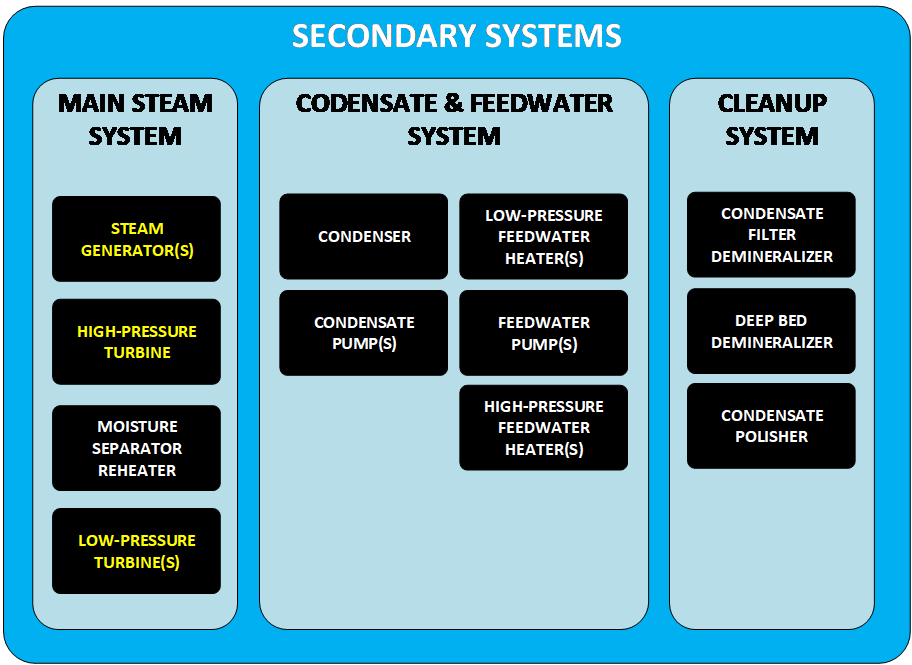 SECONDARY SYSTEMS
MAIN STEAM
SYSTEM
STEAM
GENERATOR(S)
HIGH-PRESSURE
TURBINE
MOISTURE
SEPARATOR
REHEATER
LOW-PRESSURE
TURBINE(S)
CODENSATE & FEEDWATER
SYSTEM
CONDENSER
CONDENSATE
PUMP(S)
LOW-PRESSURE
FEEDWATER
HEATER(S)
FEEDWATER
PUMP(S)
HIGH-PRESSURE
FEEDWATER
HEATER(S)
CLEANUP
SYSTEM
CONDENSATE
FILTER
DEMINERALIZER
DEEP BED
DEMINERALIZER
CONDENSATE
POLISHER